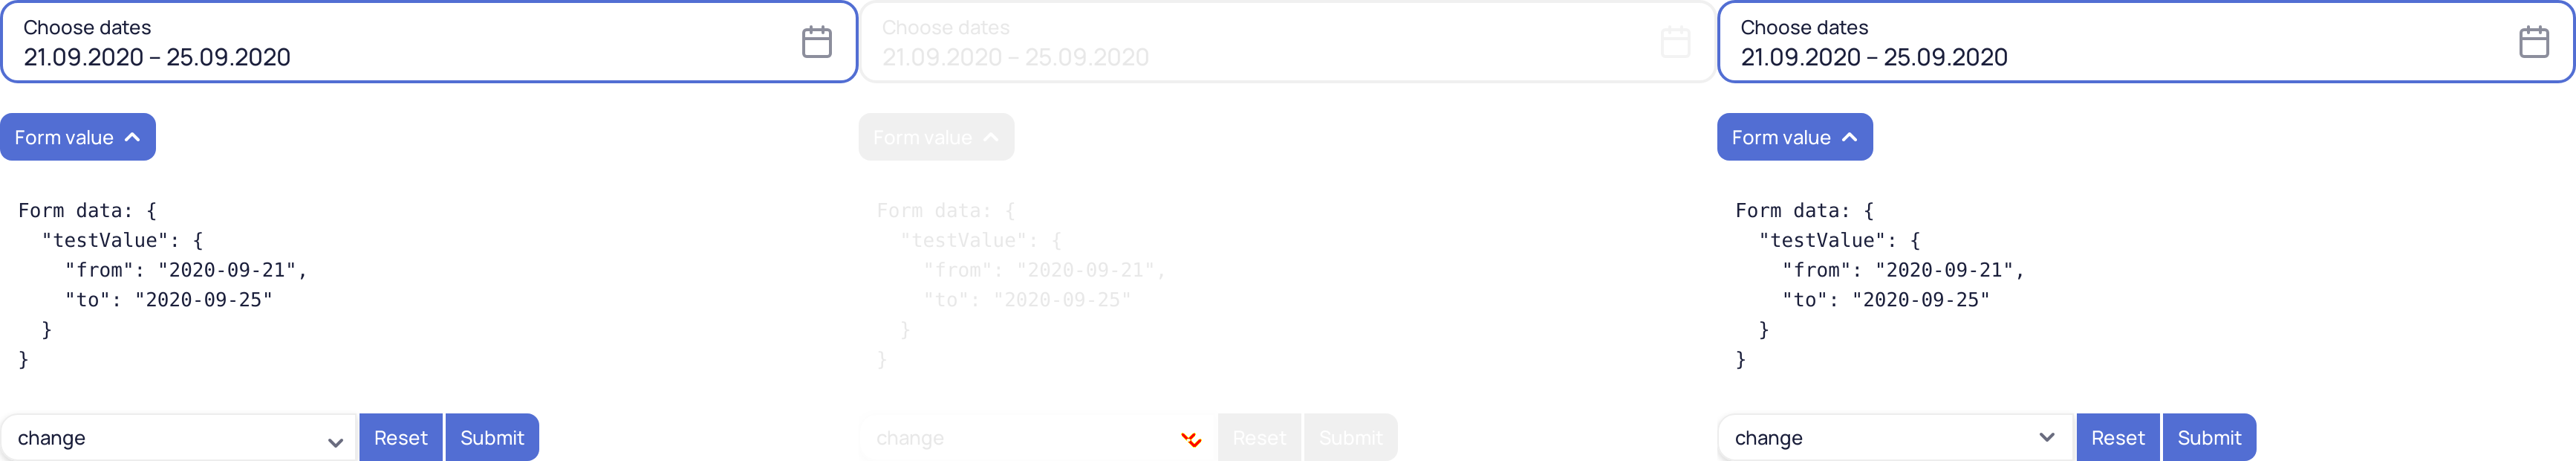 Choose dates
21.09.2020 – 25.09.2020
Form value
Form data: {
  "testValue": {
    "from": "2020-09-21",
    "to": "2020-09-25"
  }
}
change
Reset
Submit
Choose dates
21.09.2020 – 25.09.2020
Form value
Form data: {
  "testValue": {
    "from": "2020-09-21",
    "to": "2020-09-25"
  }
}
change
Reset
Submit
Choose dates
21.09.2020 – 25.09.2020
Form value
Form data: {
  "testValue": {
    "from": "2020-09-21",
    "to": "2020-09-25"
  }
}
change
Reset
Submit